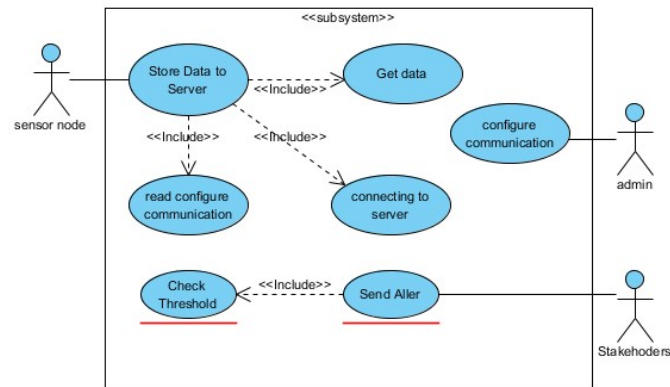 <<subsystem>>
Store Data to
Server
Get data
<<Include>>
sensor node
<<Include>>
<<Include>>
configure
communication
admin
read configure
communication
connecting to
server
Check
Threshold
<<Include>>
Send Aller
Stakehoders